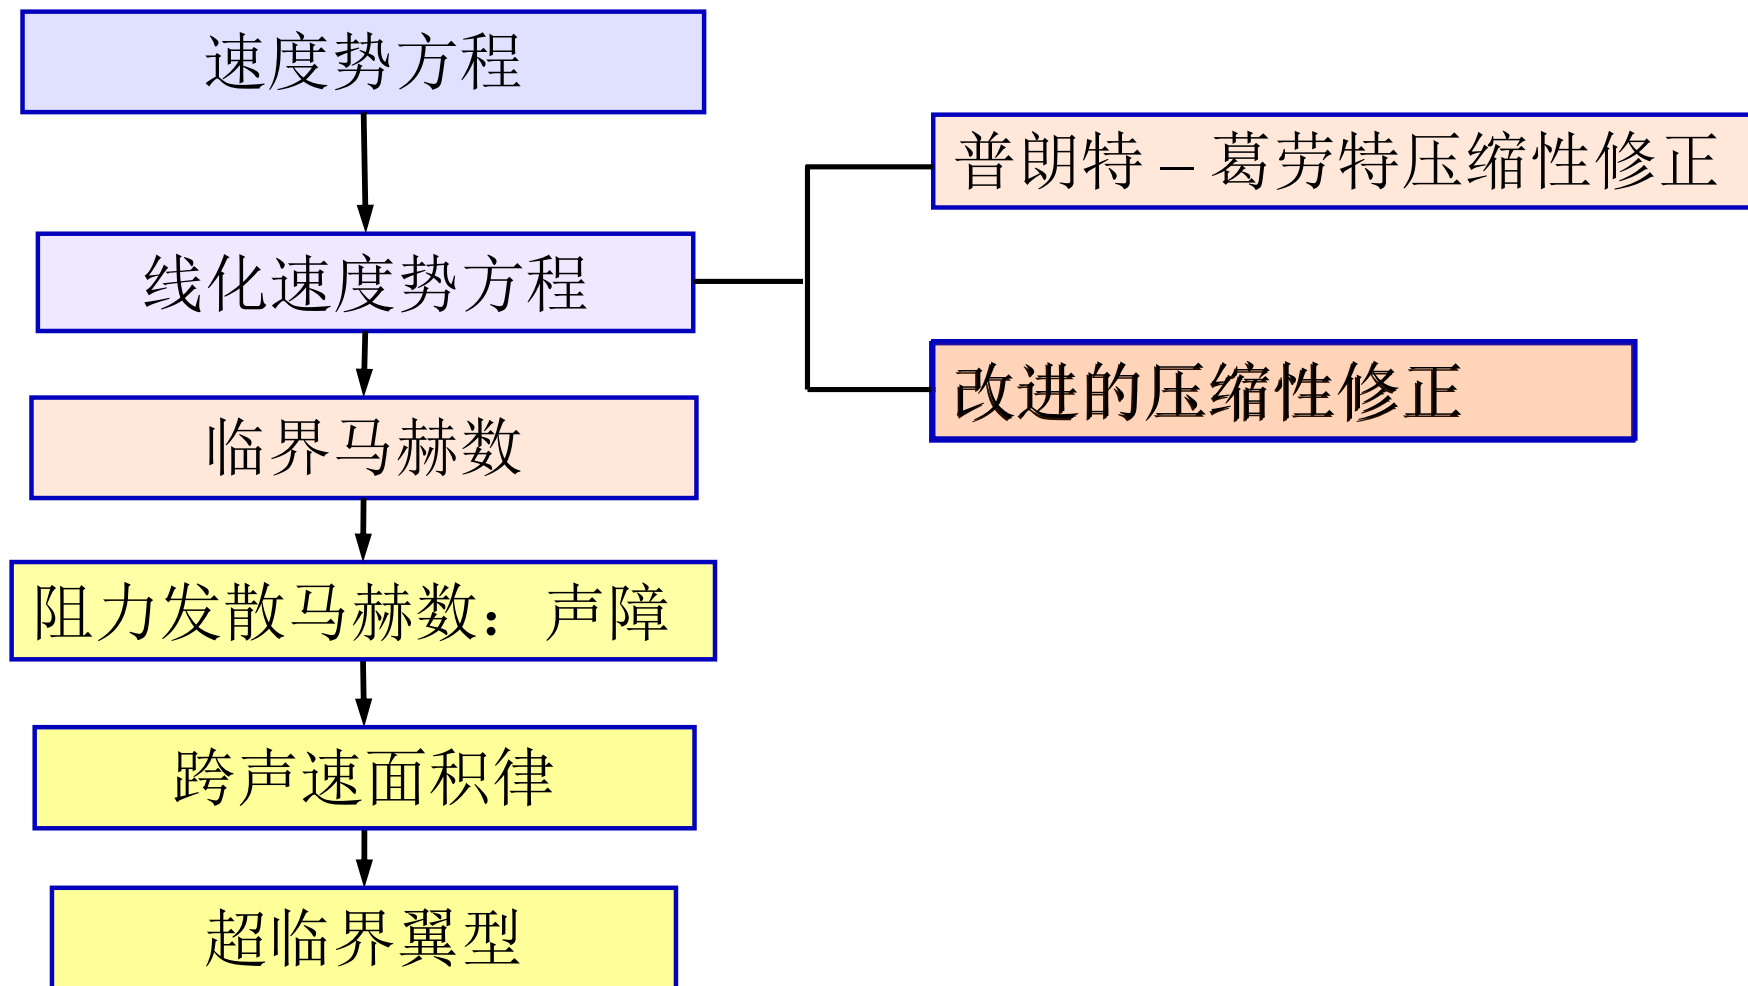 速度势方程
普朗特–葛劳特压缩性修正
线化速度势方程
改进的压缩性修正
临界马赫数
阻力发散马赫数：声障
跨声速面积律
超临界翼型